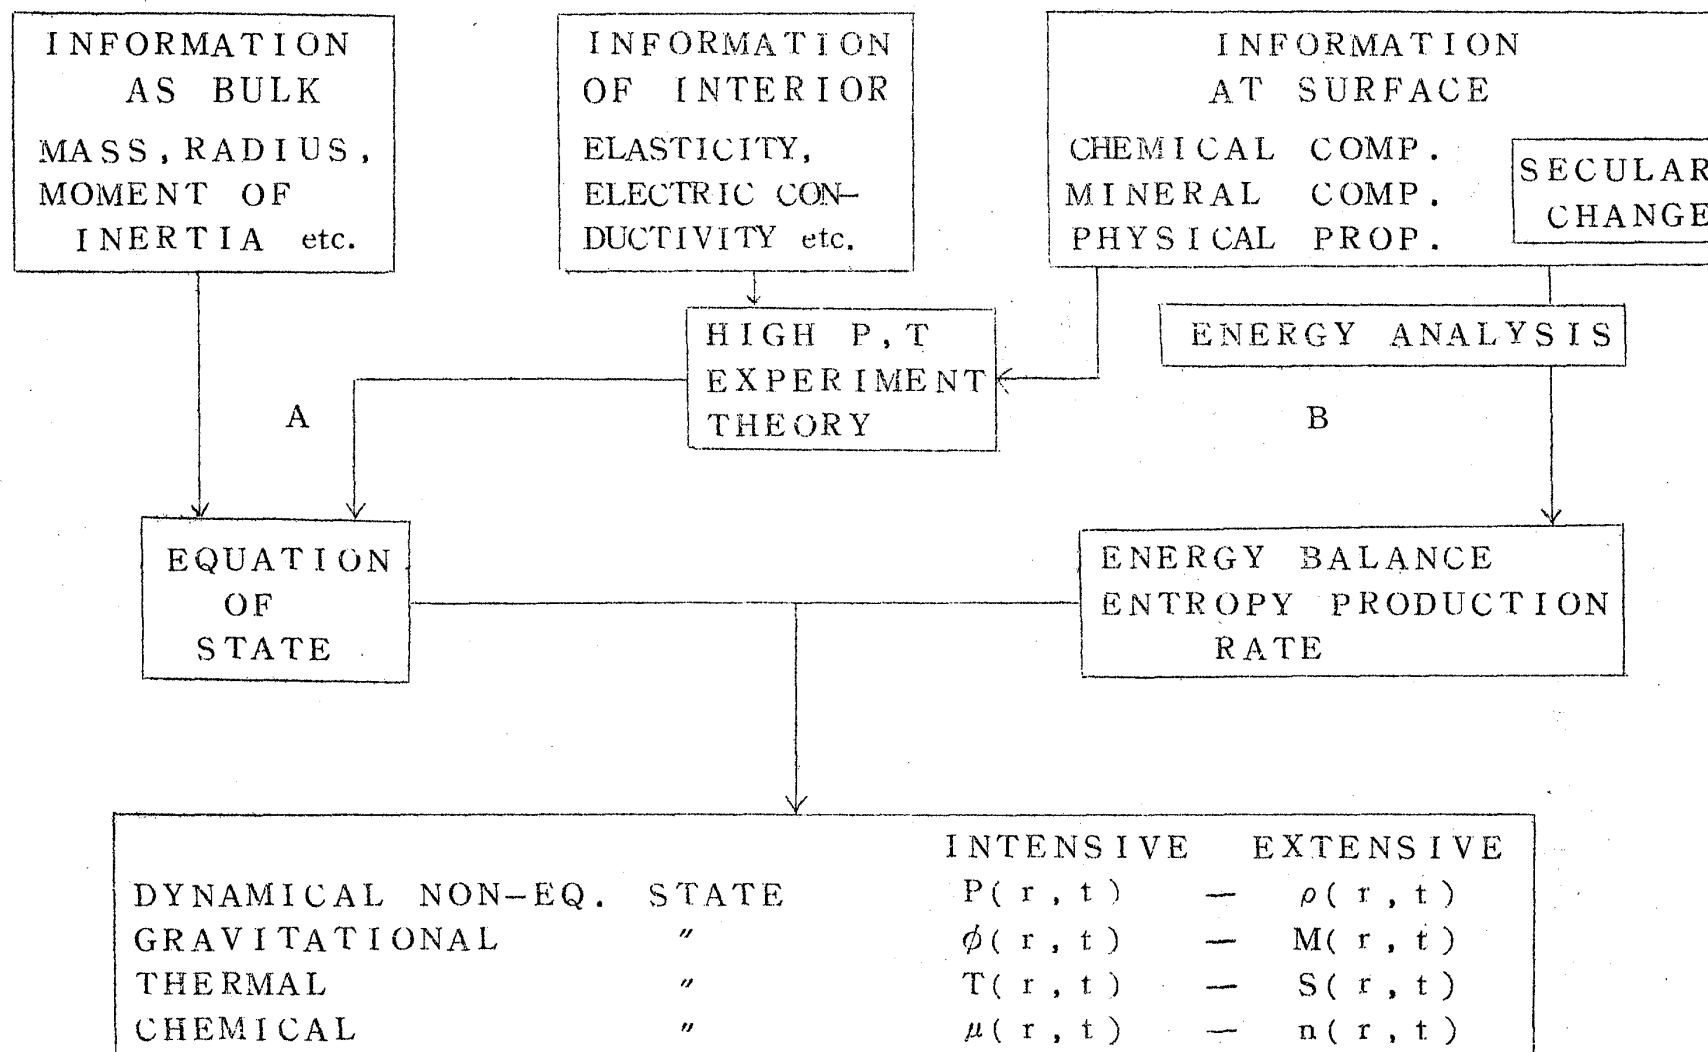 INFORMATION
AS BULK
MASS, RADIUS,
MOMENT OF
INERTIA etc.
INFORMATION
OF INTERIOR
ELASTICITY,
ELECTRIC CON-
DUCTIVITY etc.
INFORMATION
AT SURFACE
CHEMICAL COMP.
MINERAL COMP.
PHYSICAL PROP.
SECULAR
CHANGE
HIGH P,T
EXPERIMENT
THEORY
ENERGY ANALYSIS
A
B
EQUATION
OF
STATE
ENERGY BALANCE
ENTROPY PRODUCTION
RATE
INTENSIVE EXTENSIVE
DYNAMICAL NON-EQ. STATE P(r,t) — ρ(r,t)
GRAVITATIONAL 〃 ϕ(r,t) — M(r,t)
THERMAL 〃 T(r,t) — S(r,t)
CHEMICAL 〃 μ(r,t) — n(r,t)